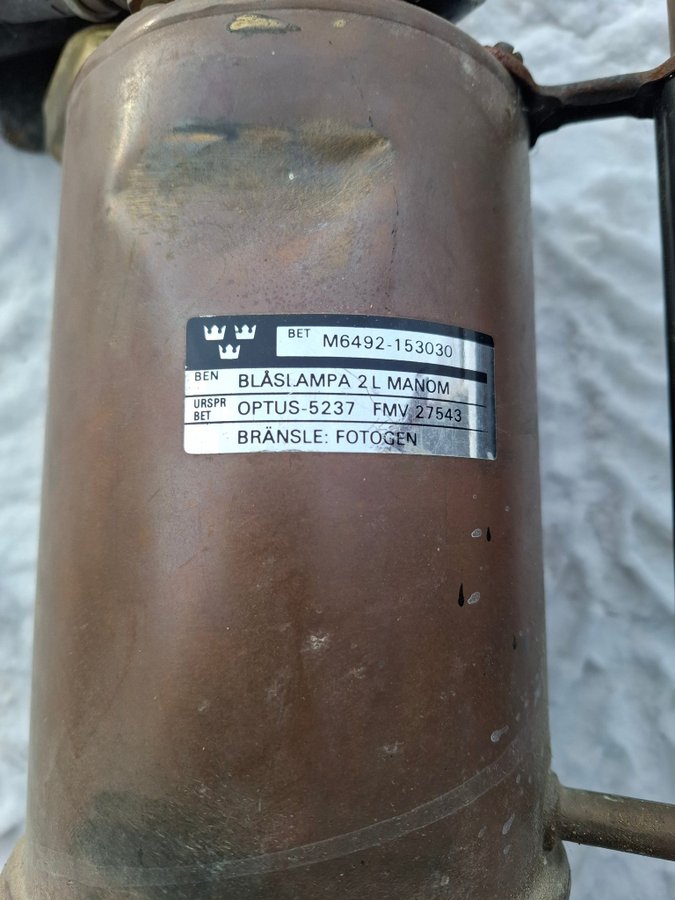 BET M6492-153030
BEN BLÅSLAMPA 2 L MANOM
URSPR BET OPTUS-5237 FMV 27543
BRÄNSLE: FOTOGEN